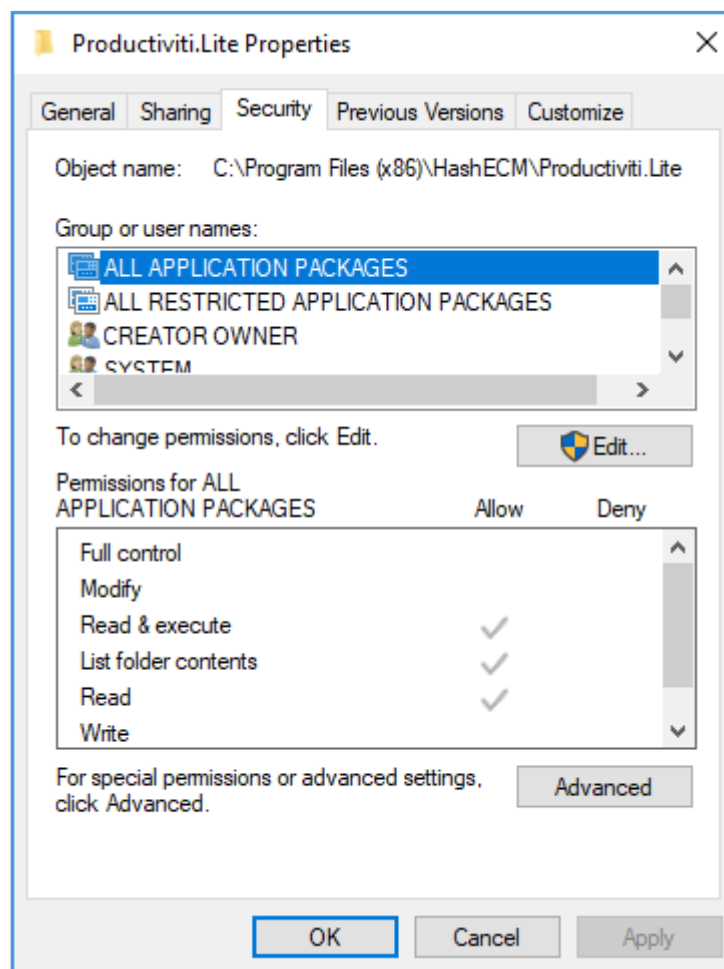 Productiviti.Lite Properties
General Sharing Security Previous Versions Customize
Object name: C:\Program Files (x86)\HashECM\Productiviti.Lite
Group or user names:
ALL APPLICATION PACKAGES
ALL RESTRICTED APPLICATION PACKAGES
CREATOR OWNER
SYSTEM
To change permissions, click Edit.
Edit...
Permissions for ALL
APPLICATION PACKAGES Allow Deny
Full control
Modify
Read & execute
List folder contents
Read
Write
For special permissions or advanced settings,
click Advanced.
Advanced
OK Cancel Apply